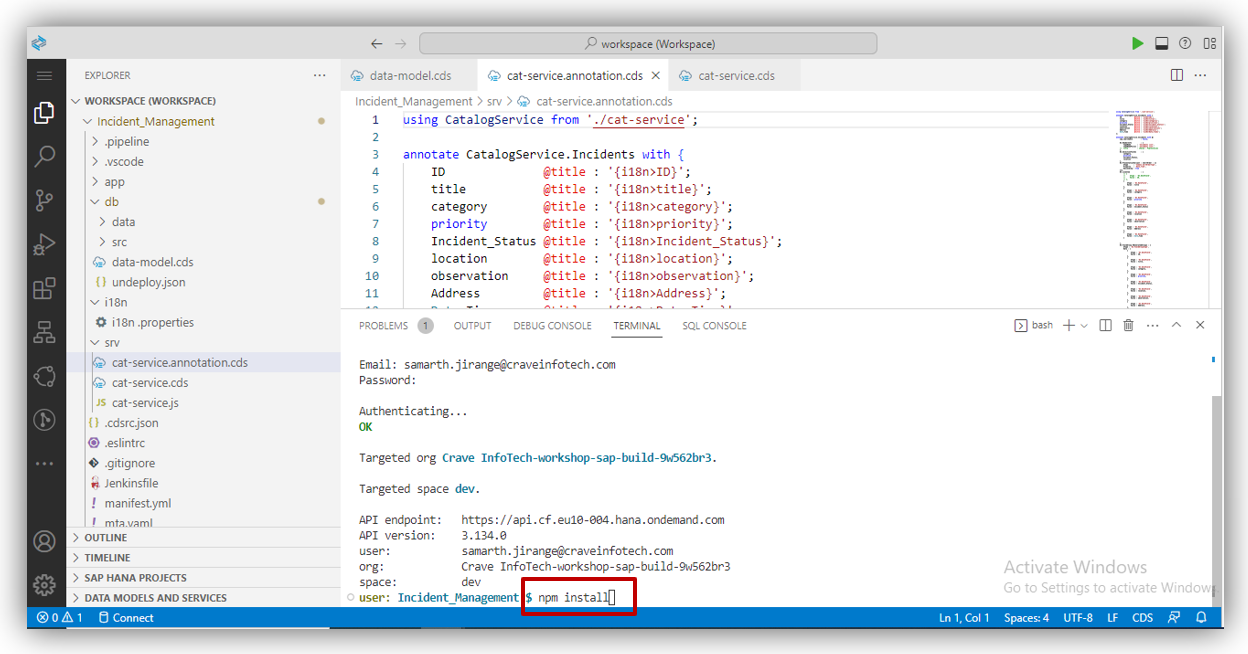 workspace (Workspace)
EXPLORER
WORKSPACE (WORKSPACE)
Incident_Management
.pipeline
.vscode
app
db
data
src
data-model.cds
undeploy.json
i18n
i18n .properties
srv
cat-service.annotation.cds
cat-service.cds
cat-service.js
.cdsrc.json
.eslintrc
.gitignore
Jenkinsfile
manifest.yml
mta.yaml
OUTLINE
TIMELINE
SAP HANA PROJECTS
DATA MODELS AND SERVICES
data-model.cds cat-service.annotation.cds cat-service.cds
Incident_Management > srv > cat-service.annotation.cds
1 using CatalogService from './cat-service';
2
3 annotate CatalogService.Incidents with {
4 ID @title : '{i18n>ID}';
5 title @title : '{i18n>title}';
6 category @title : '{i18n>category}';
7 priority @title : '{i18n>priority}';
8 Incident_Status @title : '{i18n>Incident_Status}';
9 location @title : '{i18n>location}';
10 observation @title : '{i18n>observation}';
11 Address @title : '{i18n>Address}';
PROBLEMS 1 OUTPUT DEBUG CONSOLE TERMINAL SQL CONSOLE bash
Email: samarth.jirange@craveinfotech.com
Password:
Authenticating...
OK
Targeted org Crave InfoTech-workshop-sap-build-9w562br3.
Targeted space dev.
API endpoint: https://api.cf.eu10-004.hana.ondemand.com
API version: 3.134.0
user: samarth.jirange@craveinfotech.com
org: Crave InfoTech-workshop-sap-build-9w562br3
space: dev
user: Incident_Management $ npm install
Activate Windows
Go to Settings to activate Window
0 1 Connect Ln 1, Col 1 Spaces: 4 UTF-8 LF CDS